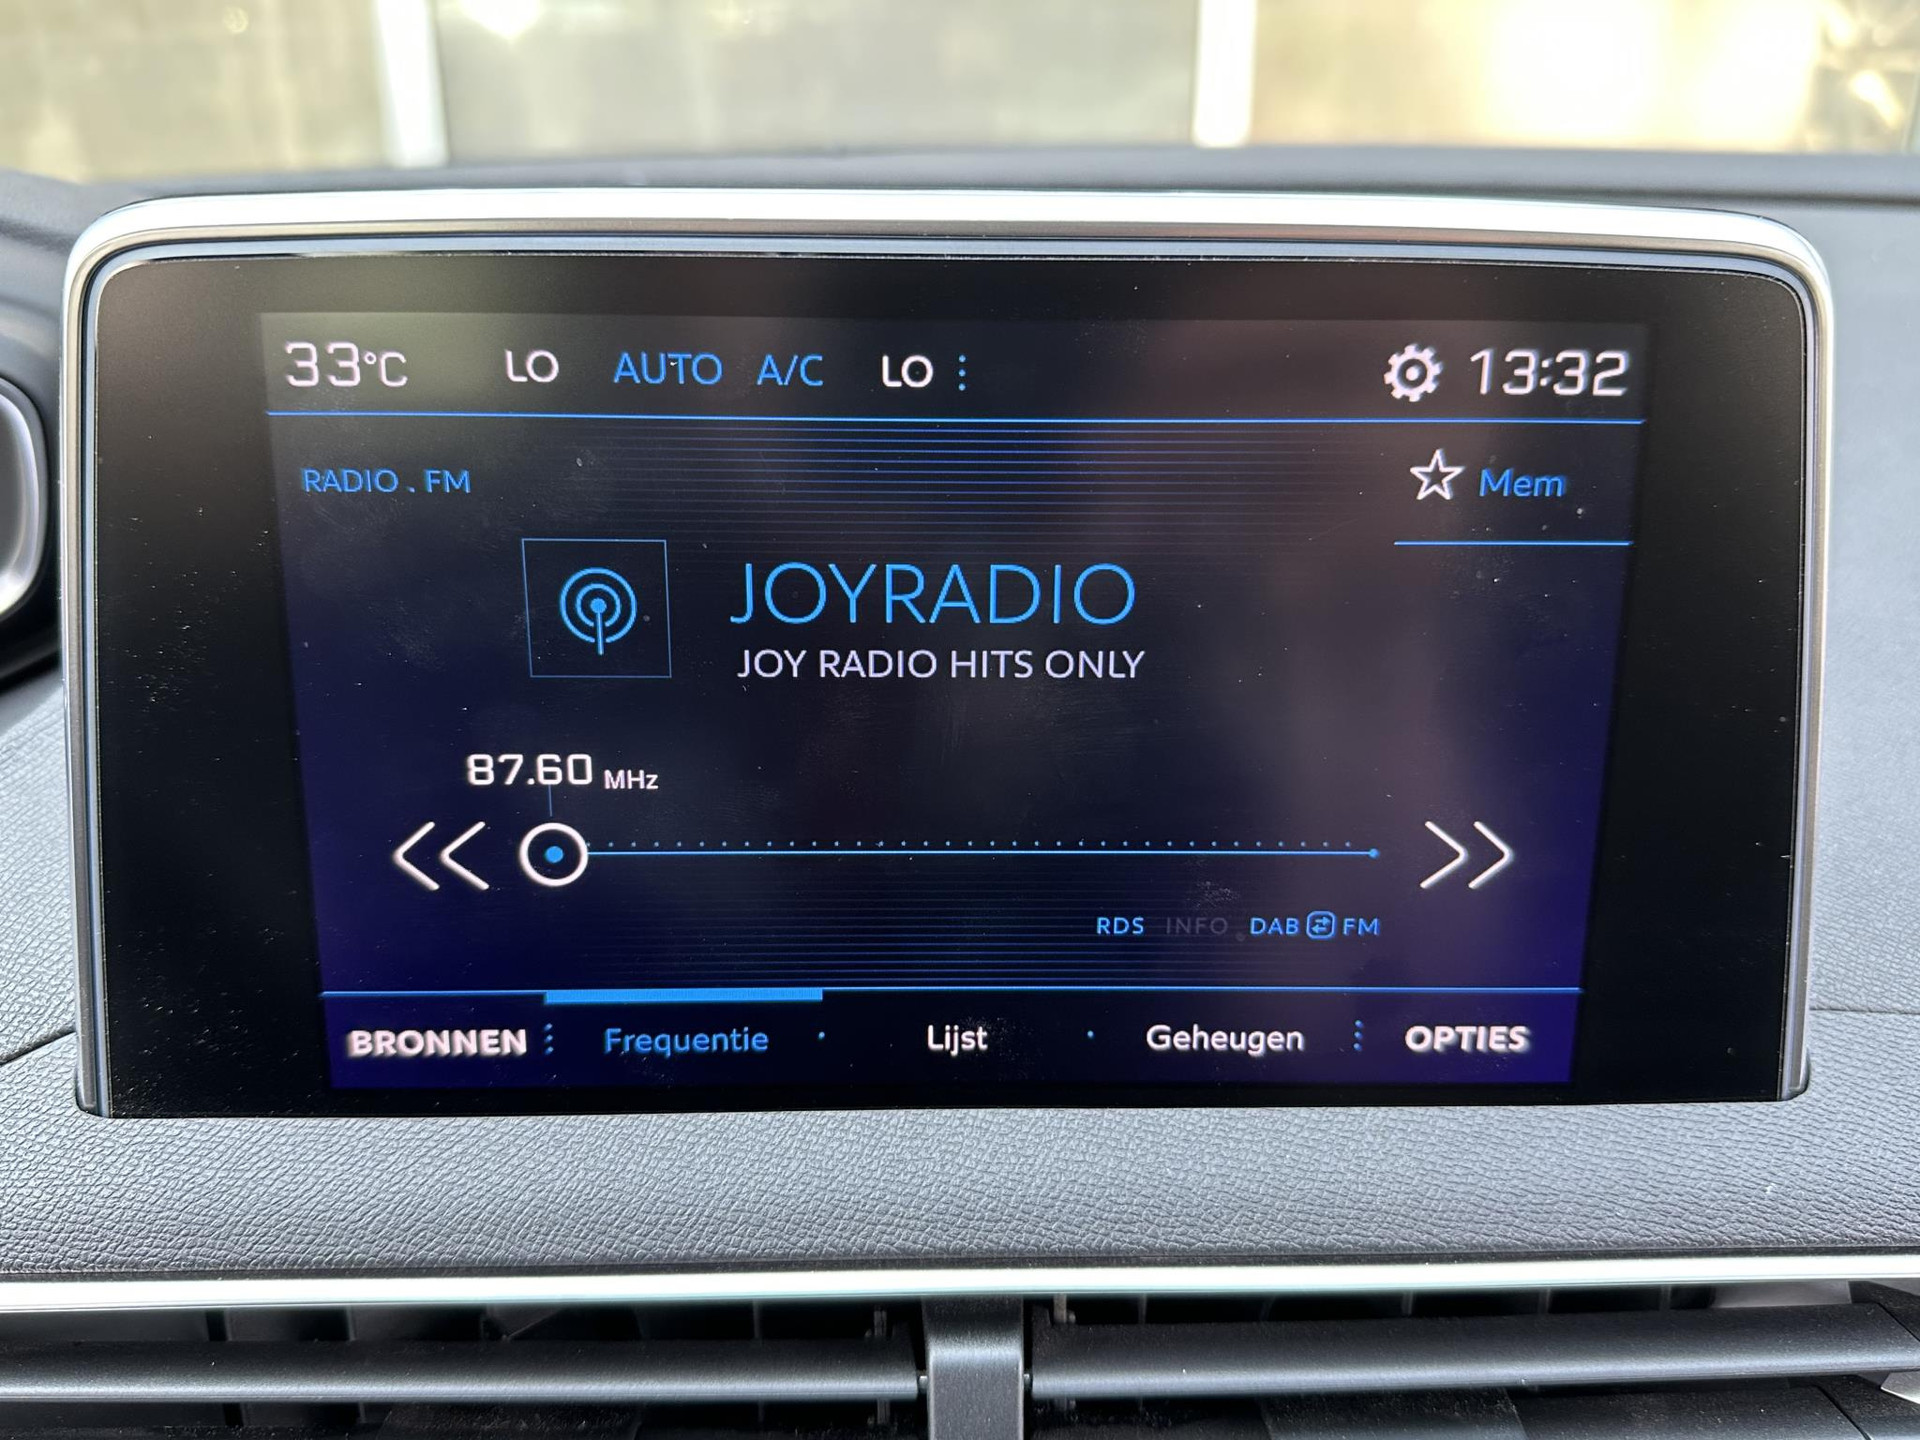 33°C LO AUTO A/C LO 13:32
RADIO . FM
Mem
JOYRADIO
JOY RADIO HITS ONLY
87.60 MHz
RDS INFO DAB FM
BRONNEN Frequentie Lijst Geheugen OPTIES